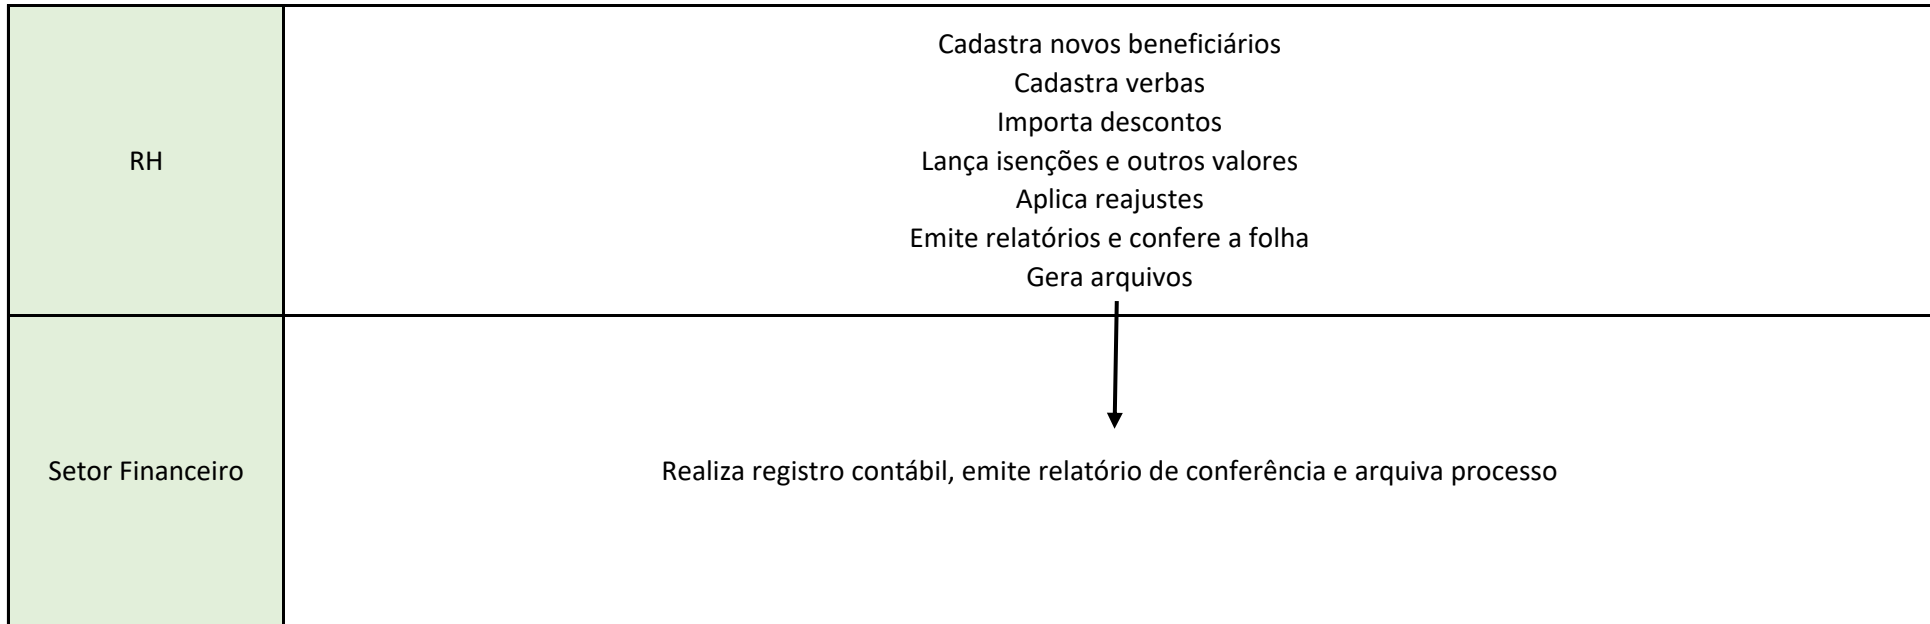 RH
Cadastra novos beneficiários
Cadastra verbas
Importa descontos
Lança isenções e outros valores
Aplica reajustes
Emite relatórios e confere a folha
Gera arquivos
Setor Financeiro
Realiza registro contábil, emite relatório de conferência e arquiva processo